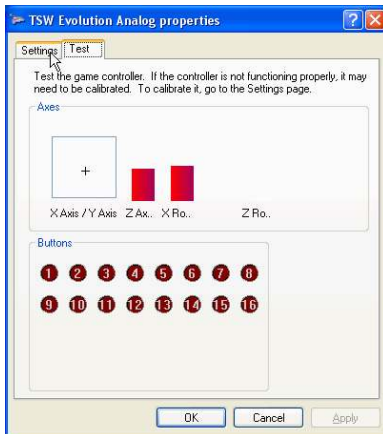 TSW Evolution Analog properties
Settings Test
Test the game controller. If the controller is not functioning properly, it may
need to be calibrated. To calibrate it, go to the Settings page.
Axes
X Axis / Y Axis Z Ax.. X Ro.. Z Ro..
Buttons
1 2 3 4 5 6 7 8
9 10 11 12 13 14 15 16
OK Cancel Apply